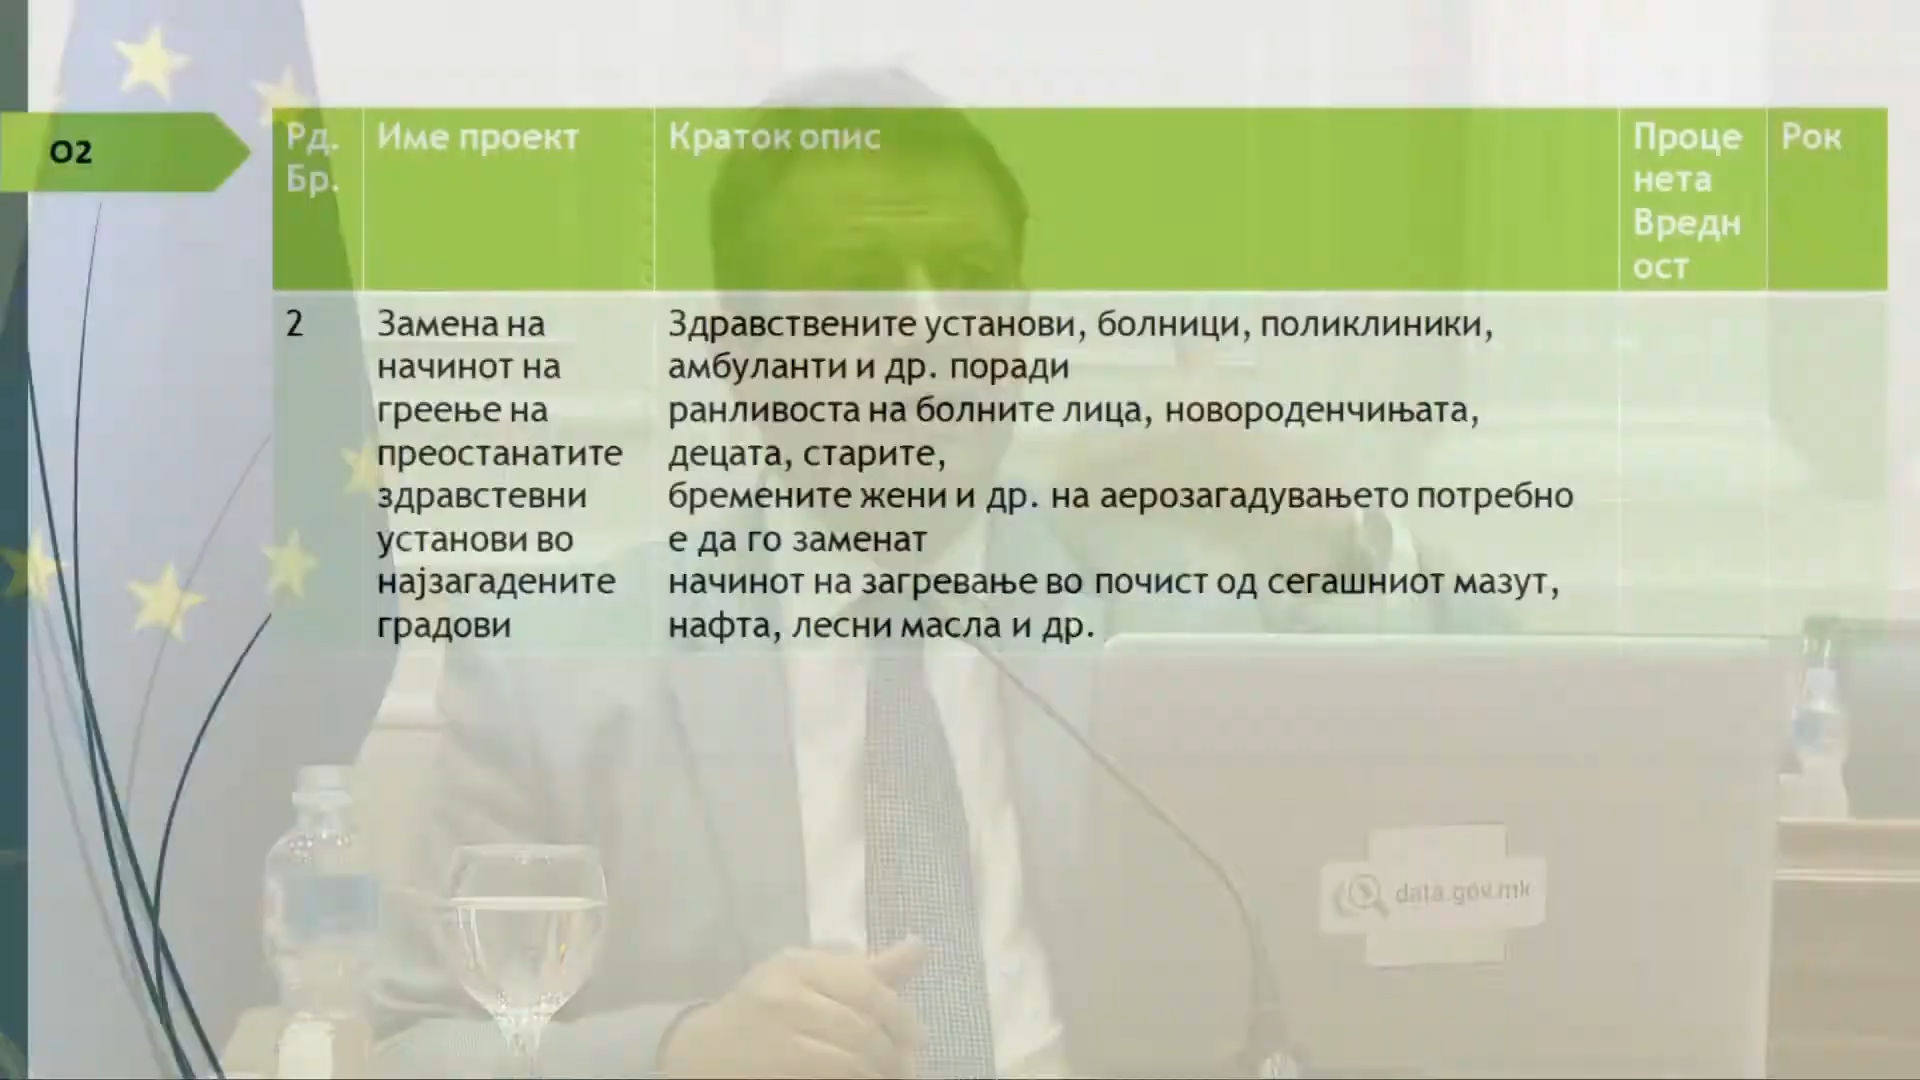 О2
Рд.
Бр.
Име проект
Краток опис
Проце
нета
Вредн
ост
Рок
2
Замена на
начинот на
греење на
преостанатите
здравстевни
установи во
најзагадените
градови
Здравствените установи, болници, поликлиники,
амбуланти и др. поради
ранливоста на болните лица, новороденчињата,
децата, старите,
бремените жени и др. на аерозагадувањето потребно
е да го заменат
начинот на загревање во почист од сегашниот мазут,
нафта, лесни масла и др.
data.gov.mk